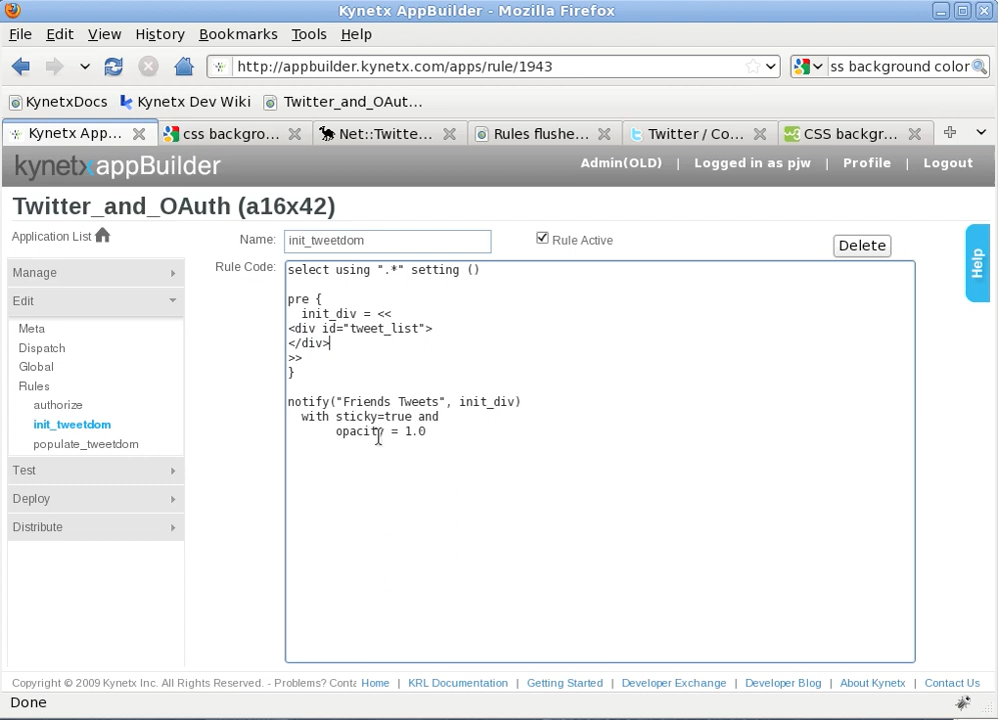 Kynetx AppBuilder - Mozilla Firefox
File Edit View History Bookmarks Tools Help
http://appbuilder.kynetx.com/apps/rule/1943
ss background color
KynetxDocs Kynetx Dev Wiki Twitter_and_OAut...
Kynetx App... css backgro... Net::Twitte... Rules flushe... Twitter / Co... CSS backgr...
kynetxappBuilder
Admin(OLD) | Logged in as pjw | Profile | Logout
Twitter_and_OAuth (a16x42)
Application List
Name: init_tweetdom
Rule Active
Delete
Help
Rule Code:
Manage
Edit
Meta
Dispatch
Global
Rules
authorize
init_tweetdom
populate_tweetdom
Test
Deploy
Distribute
select using ".*" setting ()
pre {
init_div = <<
<div id="tweet_list">
</div>
>>
}
notify("Friends Tweets", init_div)
with sticky=true and
opacity = 1.0
Copyright © 2009 Kynetx Inc. All Rights Reserved. - Problems? Conta Home | KRL Documentation | Getting Started | Developer Exchange | Developer Blog | About Kynetx | Contact Us
Done